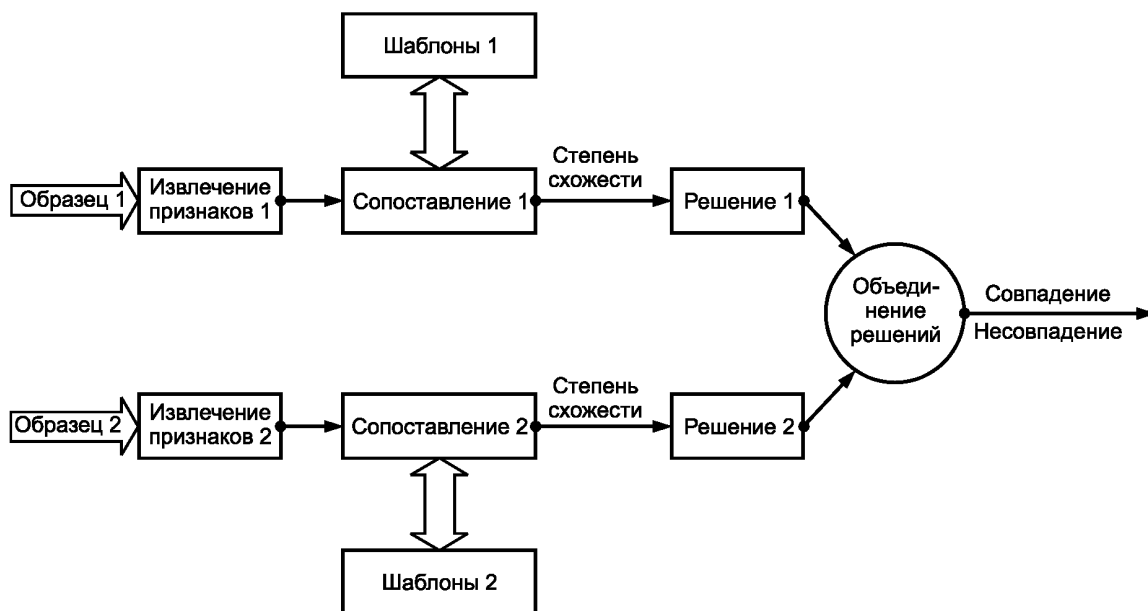 Шаблоны 1
Образец 1
Извлечение
признаков 1
Сопоставление 1
Степень
схожести
Решение 1
Объеди-
нение
решений
Совпадение
Несовпадение
Образец 2
Извлечение
признаков 2
Сопоставление 2
Степень
схожести
Решение 2
Шаблоны 2